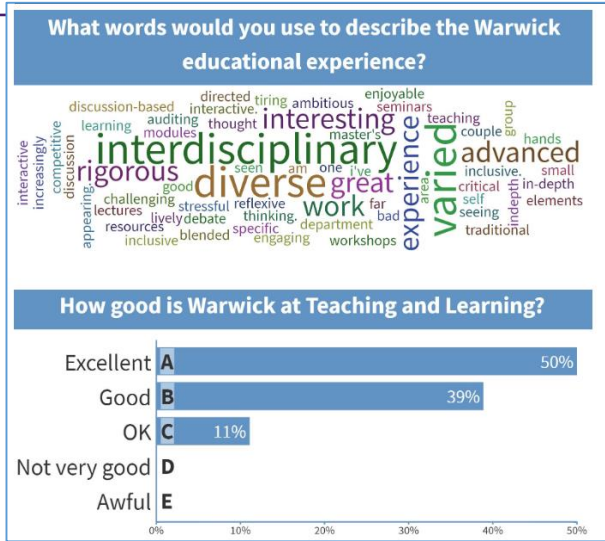 What words would you use to describe the Warwick
educational experience?
directed tiring ambitious enjoyable
discussion-based interactive. seminars
auditing thought interesting teaching group
learning modules master's couple hands
interactive increasingly competitive discussion
interdisciplinary experience varied advanced
rigorous seen am one i've area inclusive. small
good diverse great critical in-depth
challenging stressful reflexive work far self indepth elements
appearing. lectures lively debate thinking. bad seeing
resources specific department traditional
inclusive blended engaging workshops
How good is Warwick at Teaching and Learning?
Excellent A 50%
Good B 39%
OK C 11%
Not very good D
Awful E
0% 10% 20% 30% 40% 50%